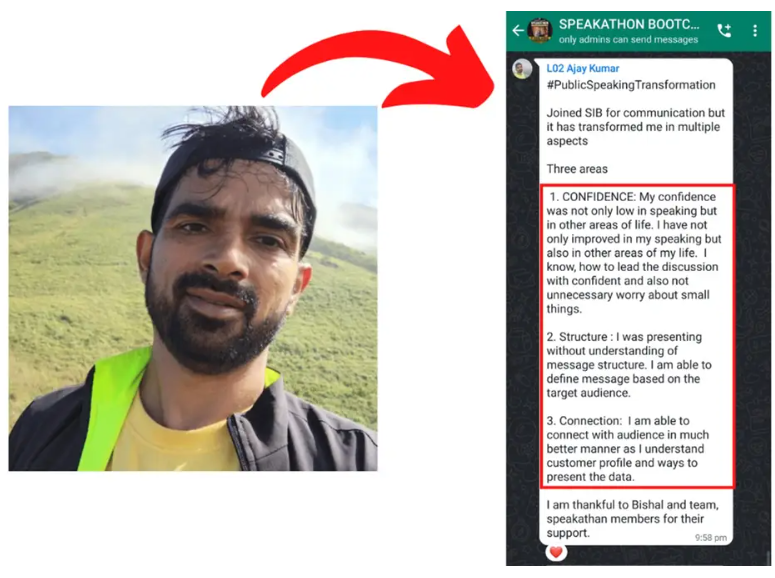 SPEAKATHON BOOTC...
only admins can send messages
L02 Ajay Kumar
#PublicSpeakingTransformation
Joined SIB for communication but
it has transformed me in multiple
aspects
Three areas
1. CONFIDENCE: My confidence
was not only low in speaking but
in other areas of life. I have not
only improved in my speaking but
also in other areas of my life.  I
know, how to lead the discussion
with confident and also not
unnecessary worry about small
things.
2. Structure : I was presenting
without understanding of
message structure. I am able to
define message based on the
target audience.
3. Connection:  I am able to
connect with audience in much
better manner as I understand
customer profile and ways to
present the data.
I am thankful to Bishal and team,
speakathan members for their
support.
9:58 pm